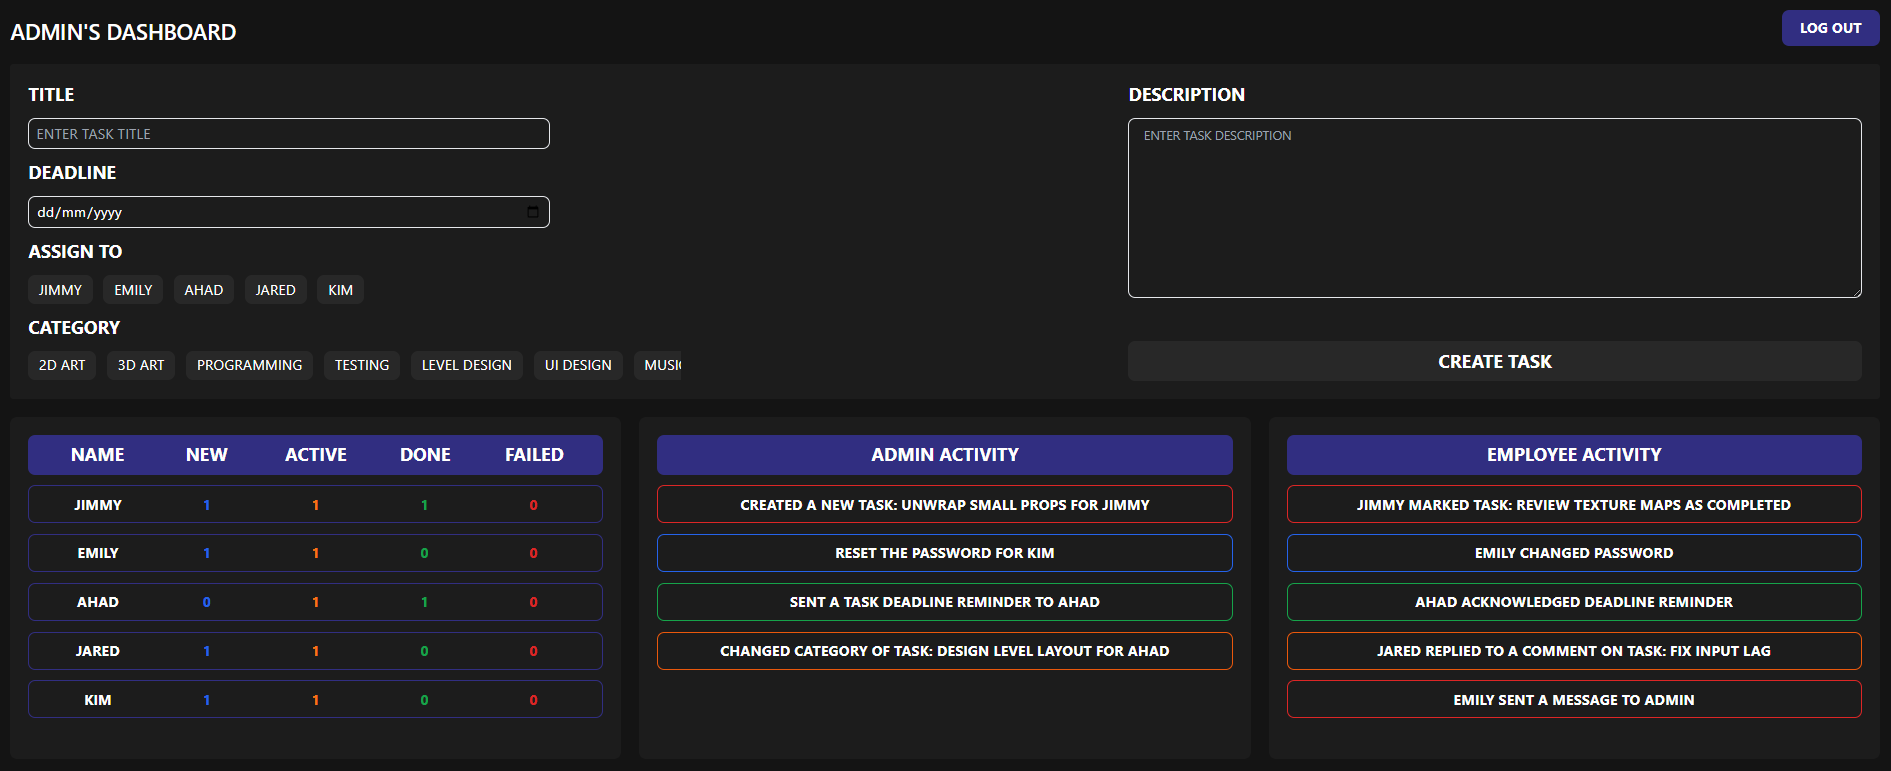 ADMIN'S DASHBOARD
LOG OUT
TITLE
ENTER TASK TITLE
DEADLINE
dd/mm/yyyy
ASSIGN TO
JIMMY EMILY AHAD JARED KIM
CATEGORY
2D ART 3D ART PROGRAMMING TESTING LEVEL DESIGN UI DESIGN MUSIC
DESCRIPTION
ENTER TASK DESCRIPTION
CREATE TASK
NAME NEW ACTIVE DONE FAILED
JIMMY 1 1 1 0
EMILY 1 1 0 0
AHAD 0 1 1 0
JARED 1 1 0 0
KIM 1 1 0 0
ADMIN ACTIVITY
CREATED A NEW TASK: UNWRAP SMALL PROPS FOR JIMMY
RESET THE PASSWORD FOR KIM
SENT A TASK DEADLINE REMINDER TO AHAD
CHANGED CATEGORY OF TASK: DESIGN LEVEL LAYOUT FOR AHAD
EMPLOYEE ACTIVITY
JIMMY MARKED TASK: REVIEW TEXTURE MAPS AS COMPLETED
EMILY CHANGED PASSWORD
AHAD ACKNOWLEDGED DEADLINE REMINDER
JARED REPLIED TO A COMMENT ON TASK: FIX INPUT LAG
EMILY SENT A MESSAGE TO ADMIN